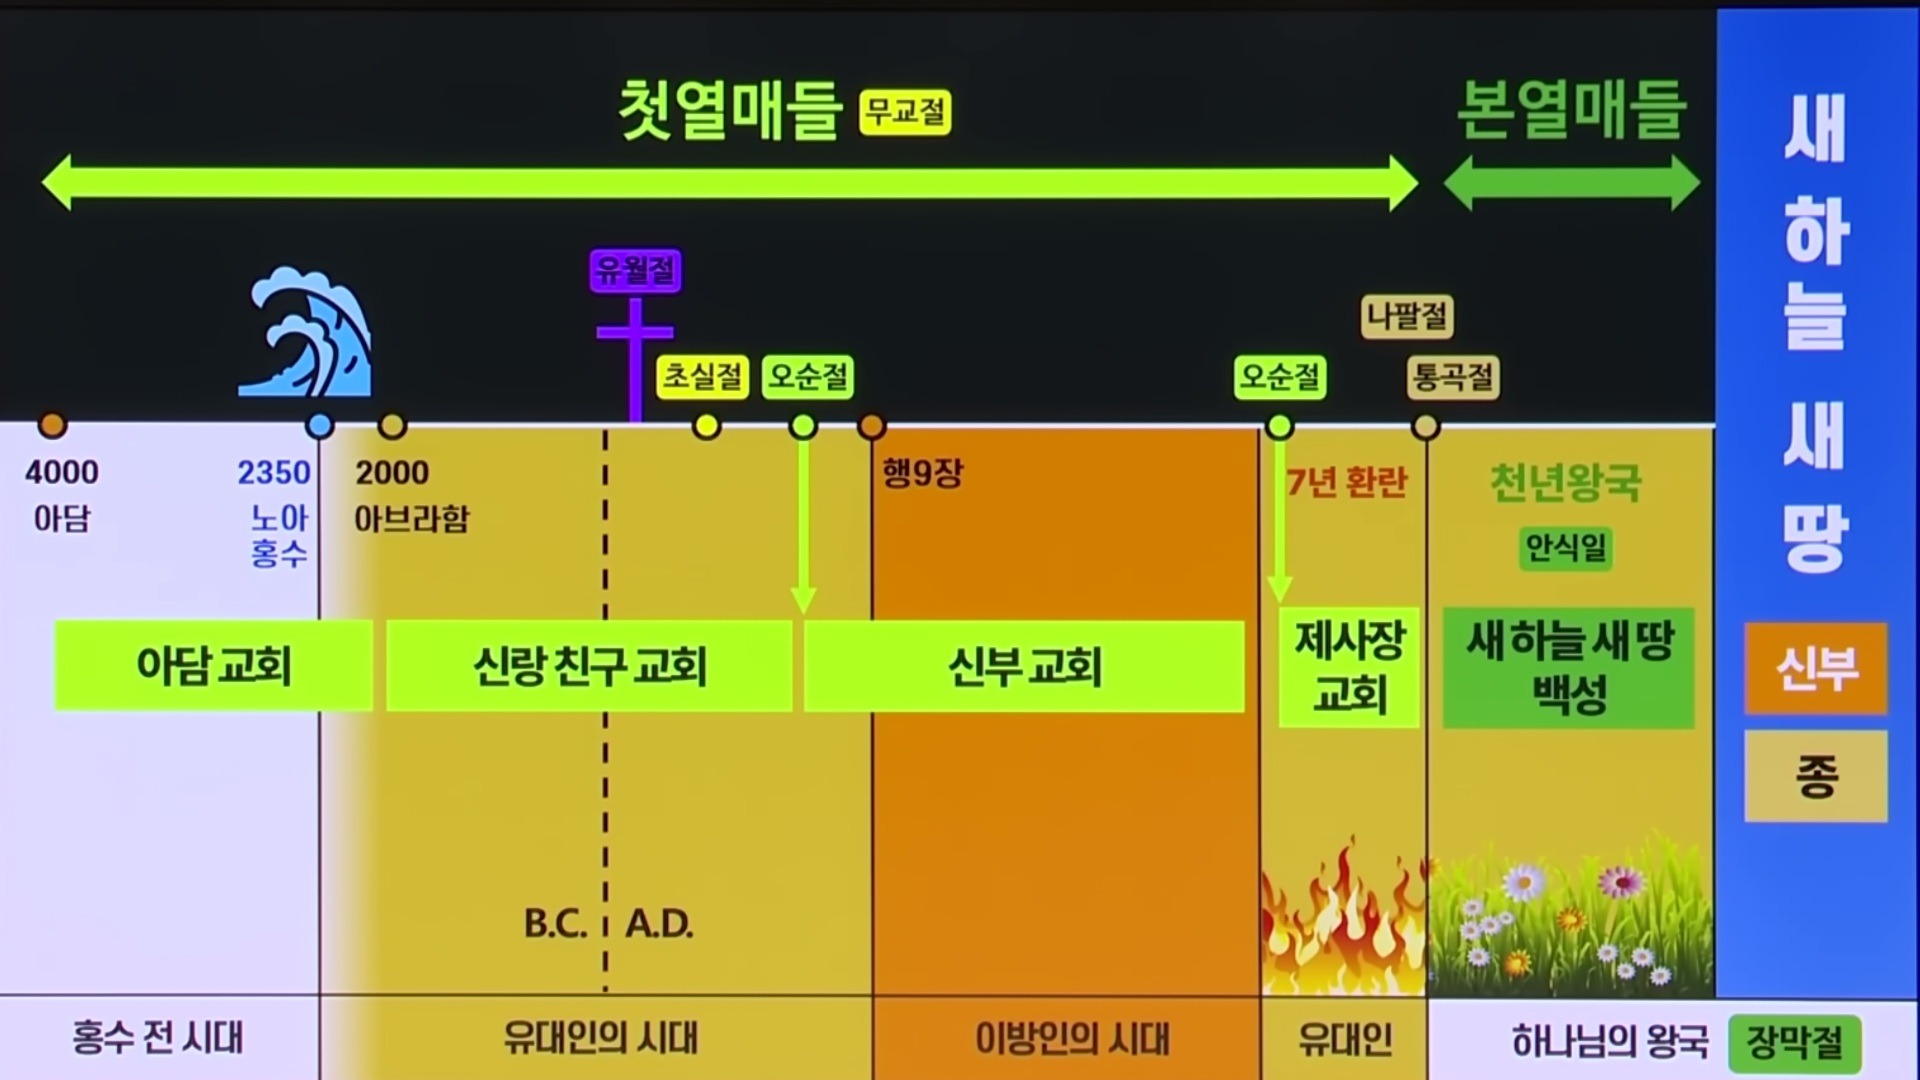 첫열매들 무교절
본열매들
유월절
나팔절
초실절
오순절
오순절
통곡절
4000
아담
2350
노아
홍수
2000
아브라함
행9장
7년 환란
천년왕국
안식일
아담 교회
신랑 친구 교회
신부 교회
제사장
교회
새 하늘 새 땅
백성
B.C.
A.D.
홍수 전 시대
유대인의 시대
이방인의 시대
유대인
하나님의 왕국 장막절
새 하늘 새 땅
신부
종